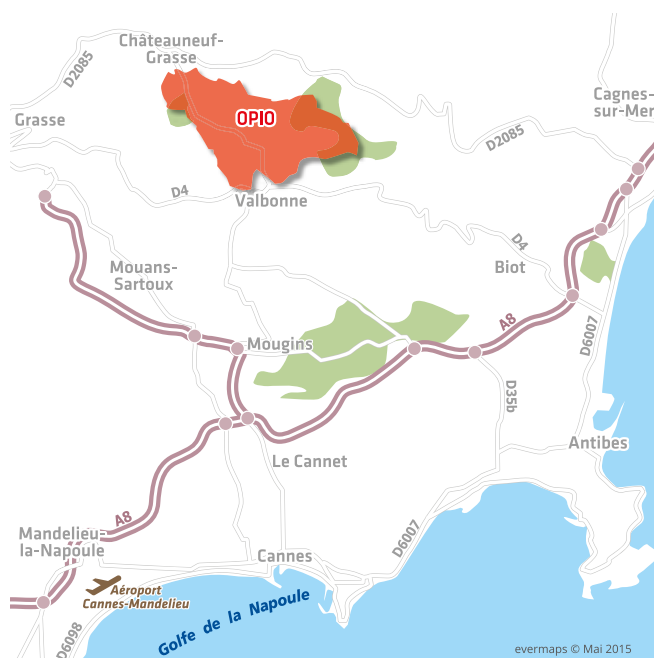 Châteauneuf-
Grasse
D2085
Cagnes-
sur-Mer
Grasse
OPIO
D2085
D4
Valbonne
D4
Mouans-
Sartoux
Biot
A8
D6007
Mougins
D35b
Antibes
Le Cannet
A8
Mandelieu
la-Napoule
D6007
Cannes
Aéroport
Cannes-Mandelieu
Golfe de la Napoule
D6098
evermaps © Mai 2015